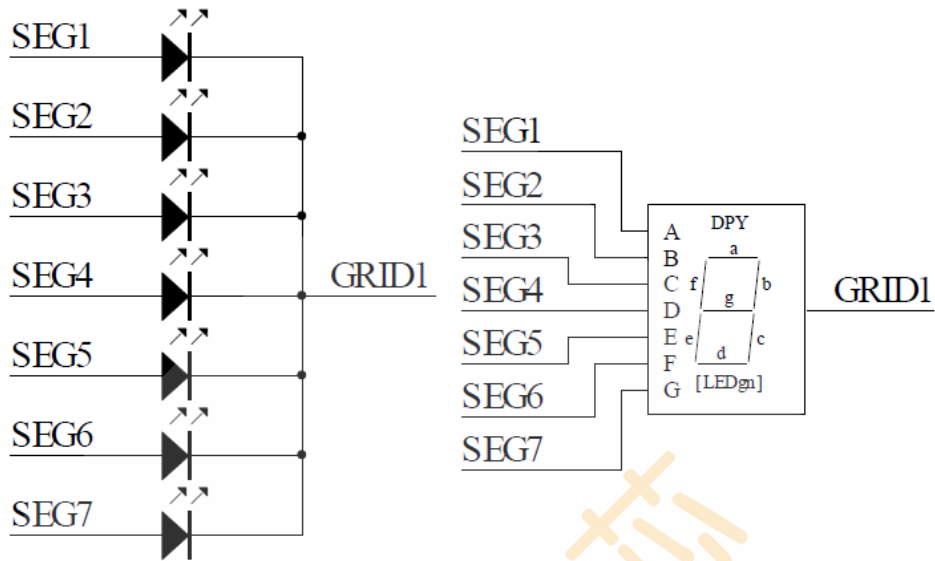 SEG1
SEG2
SEG3
SEG4
GRID1
SEG5
SEG6
SEG7
SEG1
SEG2
SEG3
SEG4
SEG5
SEG6
SEG7
DPY
A
B
C
D
E
F
G
a
f
b
g
e
c
d
[LEDgn]
GRID1